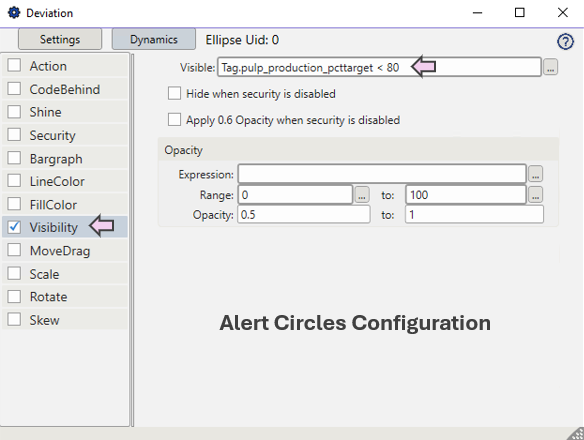 Deviation
Settings Dynamics Ellipse Uid: 0 ?
Action
CodeBehind
Shine
Security
Bargraph
LineColor
FillColor
Visibility
MoveDrag
Scale
Rotate
Skew
Visible: Tag.pulp_production_pcttarget < 80 ...
Hide when security is disabled
Apply 0.6 Opacity when security is disabled
Opacity
Expression: ...
Range: 0 ... to: 100 ...
Opacity: 0.5 to: 1
Alert Circles Configuration